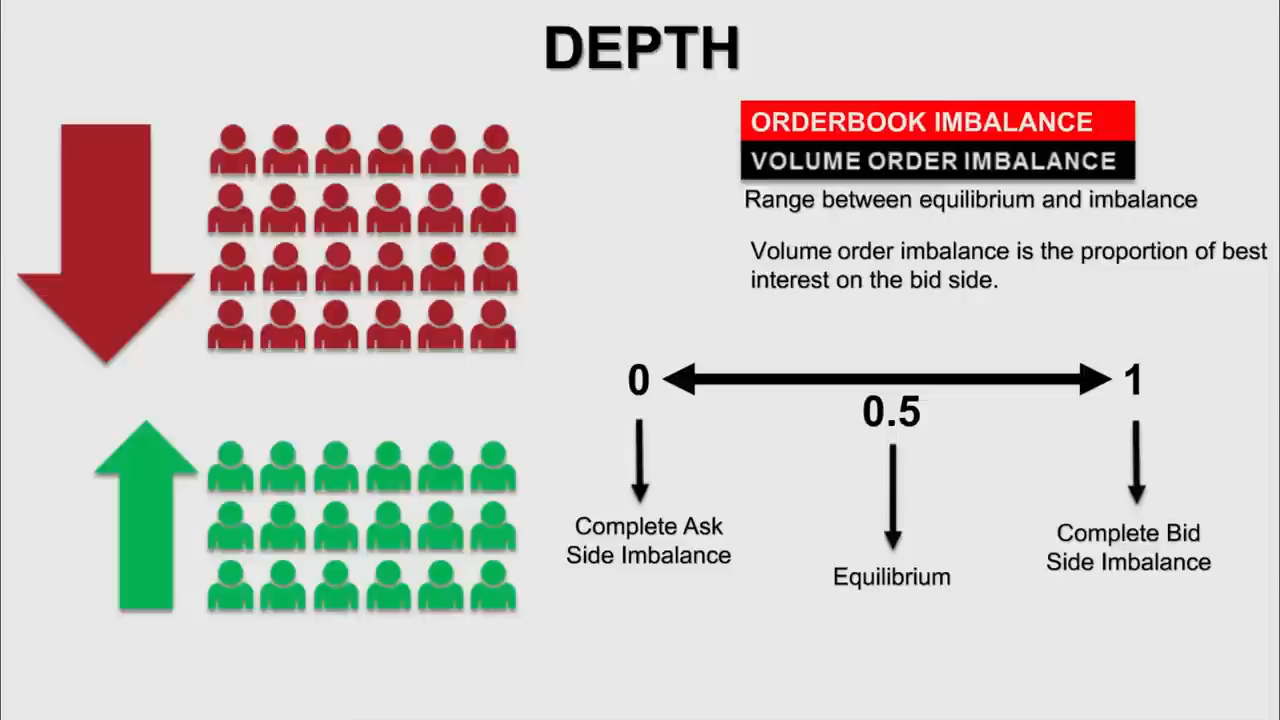 DEPTH
ORDERBOOK IMBALANCE
VOLUME ORDER IMBALANCE
Range between equilibrium and imbalance
Volume order imbalance is the proportion of best
interest on the bid side.
0
1
0.5
Complete Ask
Side Imbalance
Equilibrium
Complete Bid
Side Imbalance